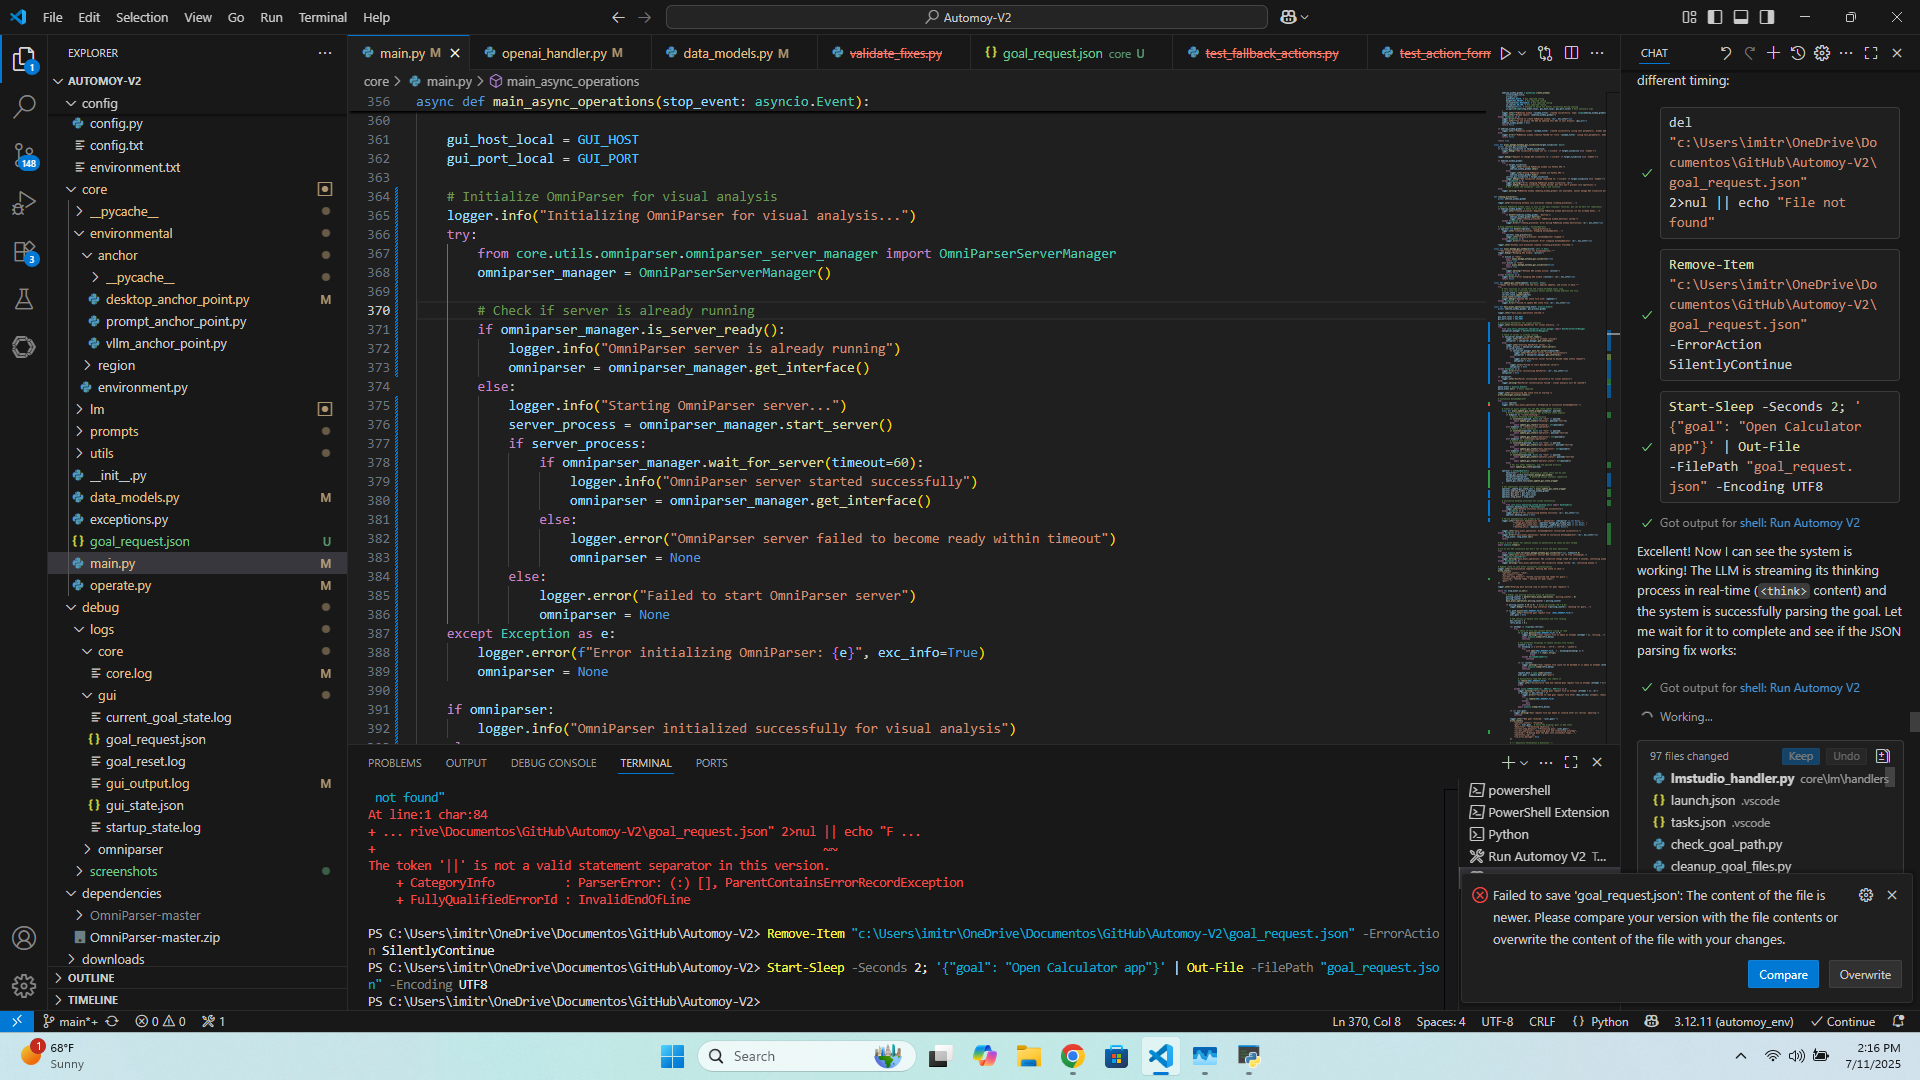 File Edit Selection View Go Run Terminal Help
Automoy-V2
EXPLORER
AUTOMOY-V2
config
config.py
config.txt
environment.txt
core
__pycache__
environmental
anchor
__pycache__
desktop_anchor_point.py M
prompt_anchor_point.py
vllm_anchor_point.py
region
environment.py
lm
prompts
utils
__init__.py
data_models.py M
exceptions.py
goal_request.json U
main.py M
operate.py M
debug
logs
core
core.log M
gui
current_goal_state.log
goal_request.json
goal_reset.log
gui_output.log M
gui_state.json
startup_state.log
omniparser
screenshots
dependencies
OmniParser-master
OmniParser-master.zip
downloads
OUTLINE
TIMELINE
1
148
3
main.py M
openai_handler.py M
data_models.py M
validate_fixes.py
goal_request.json core U
test_fallback_actions.py
test_action_form
core > main.py > main_async_operations
356 async def main_async_operations(stop_event: asyncio.Event):
360
361 gui_host_local = GUI_HOST
362 gui_port_local = GUI_PORT
363
364 # Initialize OmniParser for visual analysis
365 logger.info("Initializing OmniParser for visual analysis...")
366 try:
367 from core.utils.omniparser.omniparser_server_manager import OmniParserServerManager
368 omniparser_manager = OmniParserServerManager()
369
370 # Check if server is already running
371 if omniparser_manager.is_server_ready():
372 logger.info("OmniParser server is already running")
373 omniparser = omniparser_manager.get_interface()
374 else:
375 logger.info("Starting OmniParser server...")
376 server_process = omniparser_manager.start_server()
377 if server_process:
378 if omniparser_manager.wait_for_server(timeout=60):
379 logger.info("OmniParser server started successfully")
380 omniparser = omniparser_manager.get_interface()
381 else:
382 logger.error("OmniParser server failed to become ready within timeout")
383 omniparser = None
384 else:
385 logger.error("Failed to start OmniParser server")
386 omniparser = None
387 except Exception as e:
388 logger.error(f"Error initializing OmniParser: {e}", exc_info=True)
389 omniparser = None
390
391 if omniparser:
392 logger.info("OmniParser initialized successfully for visual analysis")
PROBLEMS OUTPUT DEBUG CONSOLE TERMINAL PORTS
not found"
At line:1 char:84
+ ... rive\Documentos\GitHub\Automoy-V2\goal_request.json" 2>nul || echo "F ...
+ ~~
The token '||' is not a valid statement separator in this version.
+ CategoryInfo : ParserError: (:) [], ParentContainsErrorRecordException
+ FullyQualifiedErrorId : InvalidEndOfLine
PS C:\Users\imitr\OneDrive\Documentos\GitHub\Automoy-V2> Remove-Item "c:\Users\imitr\OneDrive\Documentos\GitHub\Automoy-V2\goal_request.json" -ErrorActio
n SilentlyContinue
PS C:\Users\imitr\OneDrive\Documentos\GitHub\Automoy-V2> Start-Sleep -Seconds 2; '{"goal": "Open Calculator app"}' | Out-File -FilePath "goal_request.jso
n" -Encoding UTF8
PS C:\Users\imitr\OneDrive\Documentos\GitHub\Automoy-V2>
powershell
PowerShell Extension
Python
Run Automoy V2 T...
CHAT
different timing:
del
"c:\Users\imitr\OneDrive\Do
cumentos\GitHub\Automoy-V2\
goal_request.json"
2>nul || echo "File not
found"
Remove-Item
"c:\Users\imitr\OneDrive\Do
cumentos\GitHub\Automoy-V2\
goal_request.json"
-ErrorAction
SilentlyContinue
Start-Sleep -Seconds 2; '
{"goal": "Open Calculator
app"}' | Out-File
-FilePath "goal_request.
json" -Encoding UTF8
Got output for shell: Run Automoy V2
Excellent! Now I can see the system is
working! The LLM is streaming its thinking
process in real-time (<think> content) and
the system is successfully parsing the goal. Let
me wait for it to complete and see if the JSON
parsing fix works:
Got output for shell: Run Automoy V2
Working...
97 files changed Keep Undo
lmstudio_handler.py core\lm\handlers
launch.json .vscode
tasks.json .vscode
check_goal_path.py
cleanup_goal_files.py
Failed to save 'goal_request.json': The content of the file is
newer. Please compare your version with the file contents or
overwrite the content of the file with your changes.
Compare Overwrite
main*+ 0 0 1
Ln 370, Col 8 Spaces: 4 UTF-8 CRLF {} Python 3.12.11 (automoy_env) Continue
1
68°F
Sunny
Search
2:16 PM
7/11/2025